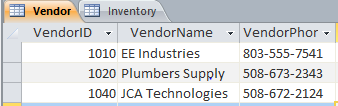 Vendor Inventory
VendorID VendorName VendorPhor
1010 EE Industries 803-555-7541
1020 Plumbers Supply 508-673-2343
1040 JCA Technologies 508-672-2124